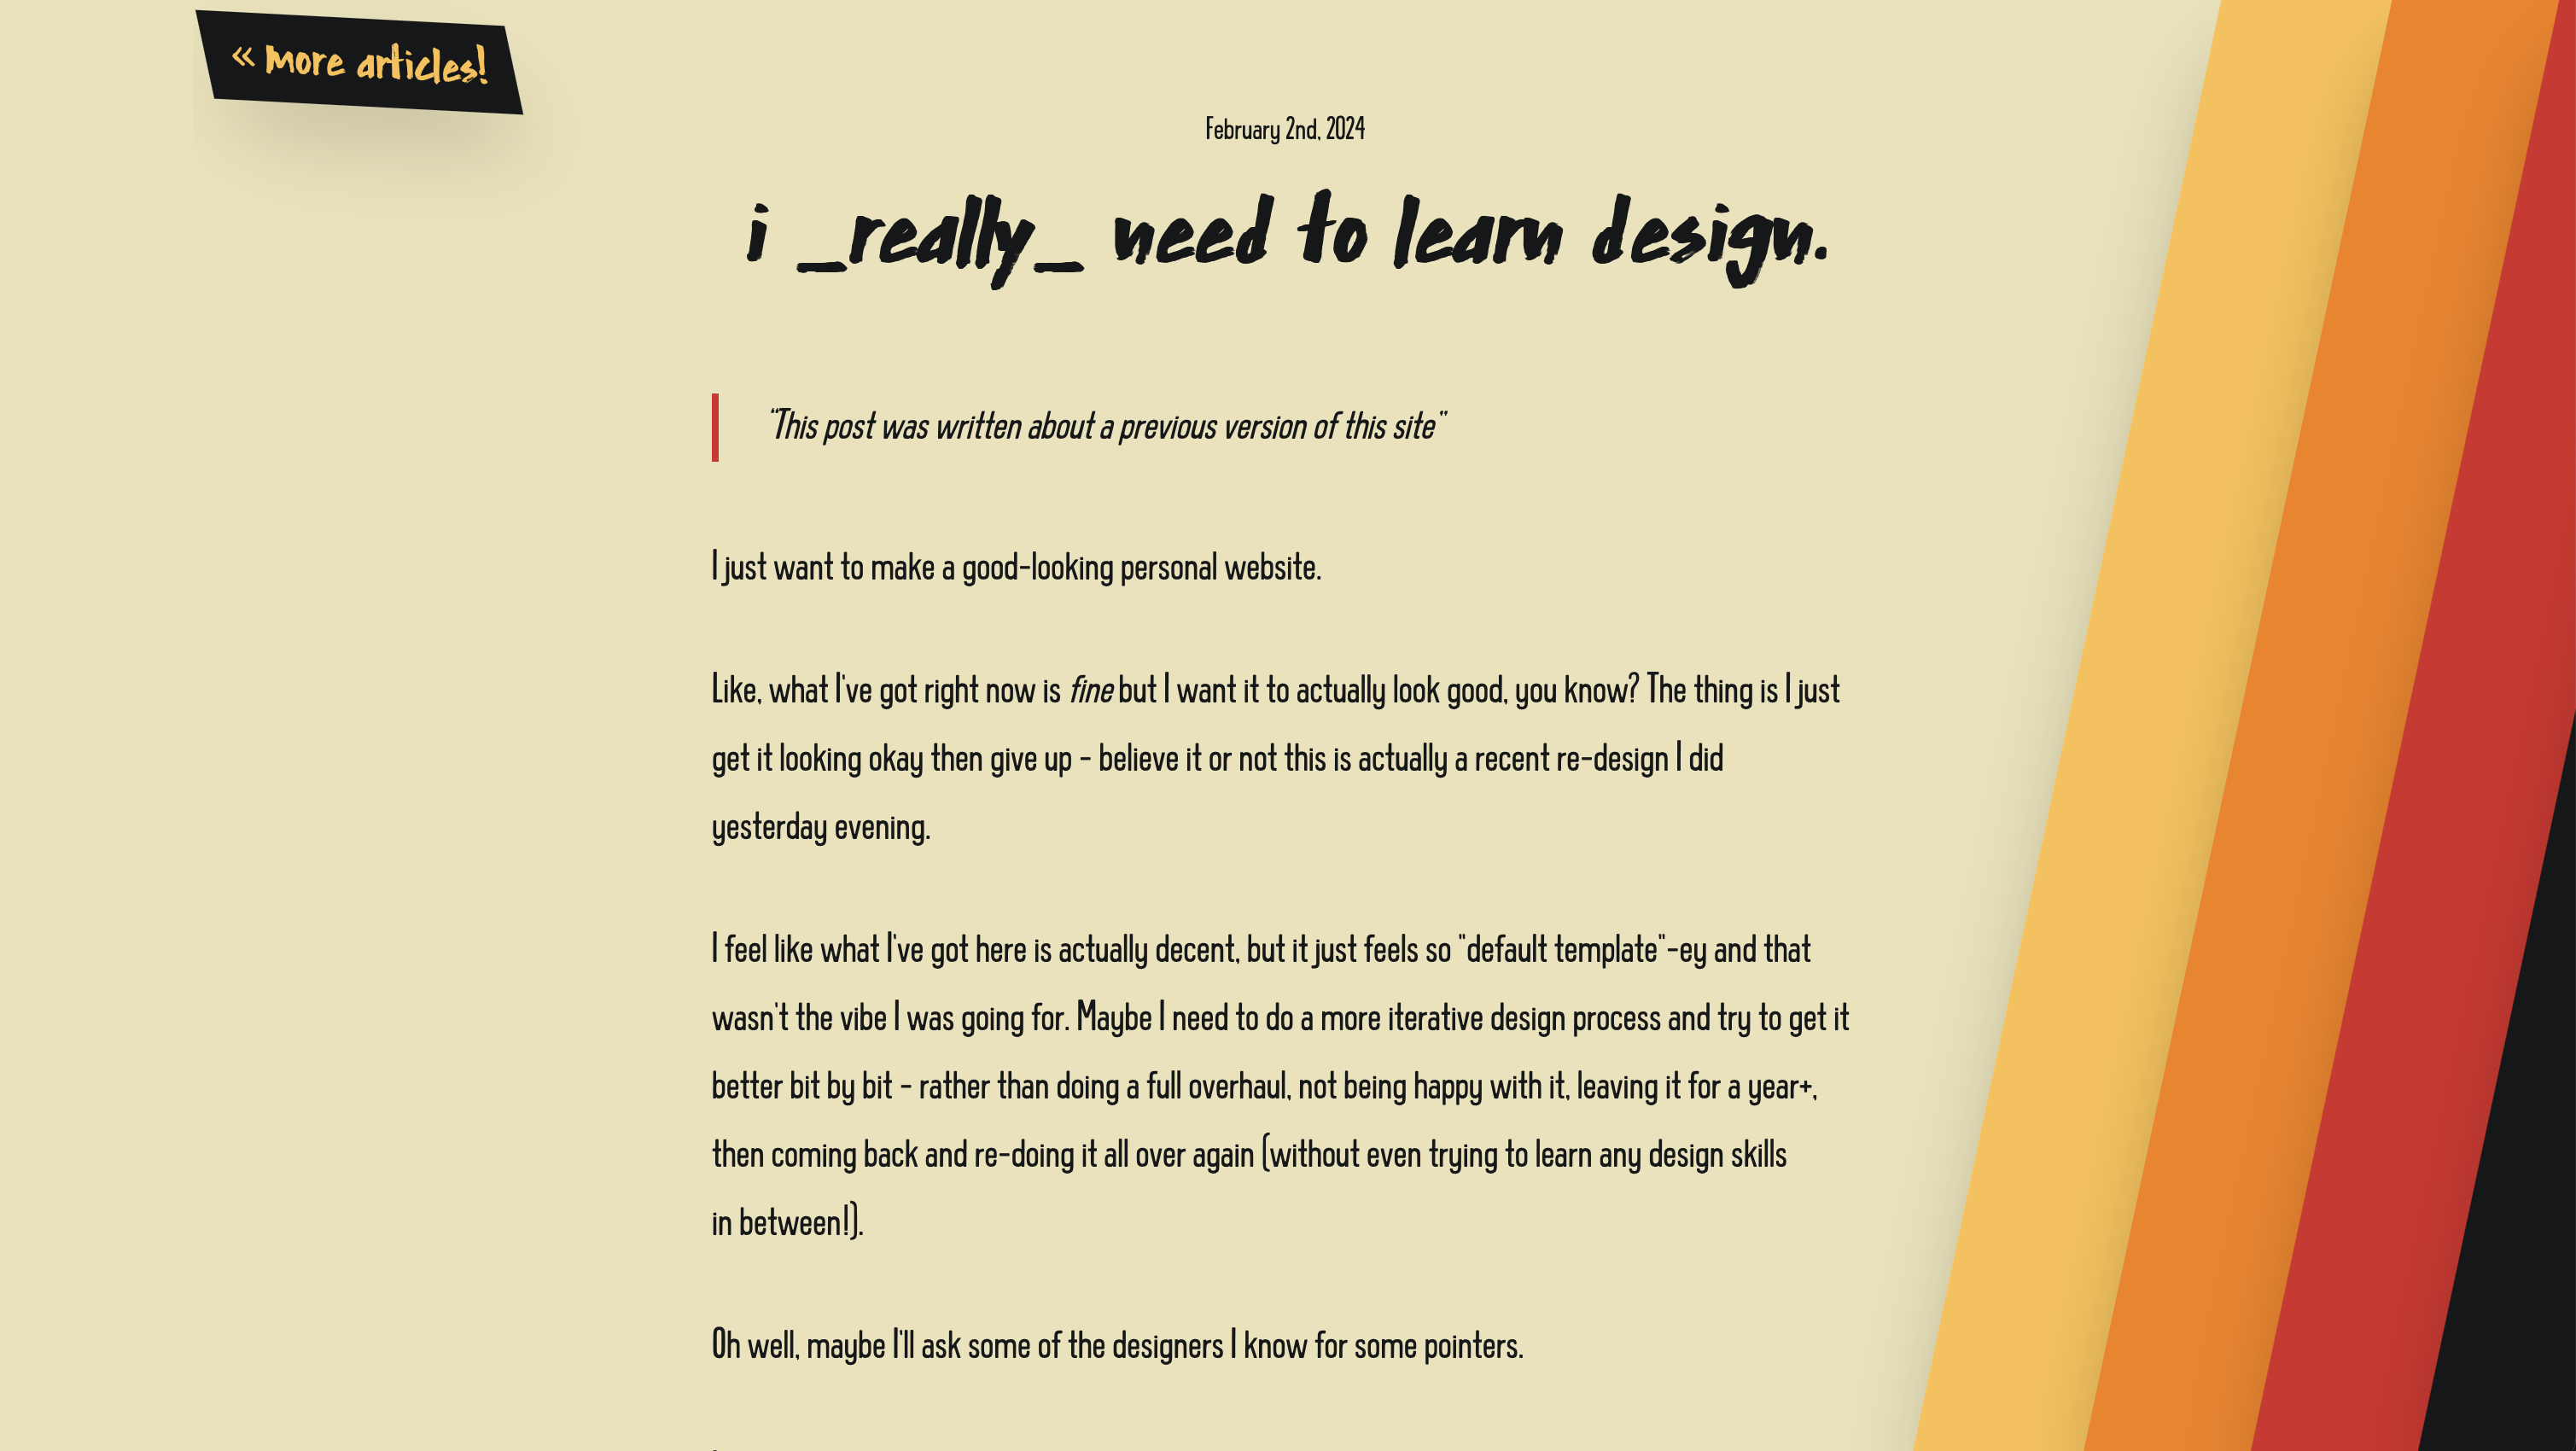 « more articles!
February 2nd, 2024
i _really_ need to learn design.
"This post was written about a previous version of this site"
I just want to make a good-looking personal website.
Like, what I've got right now is fine but I want it to actually look good, you know? The thing is I just
get it looking okay then give up - believe it or not this is actually a recent re-design I did
yesterday evening.
I feel like what I've got here is actually decent, but it just feels so "default template"-ey and that
wasn't the vibe I was going for. Maybe I need to do a more iterative design process and try to get it
better bit by bit - rather than doing a full overhaul, not being happy with it, leaving it for a year+,
then coming back and re-doing it all over again (without even trying to learn any design skills
in between!).
Oh well, maybe I'll ask some of the designers I know for some pointers.